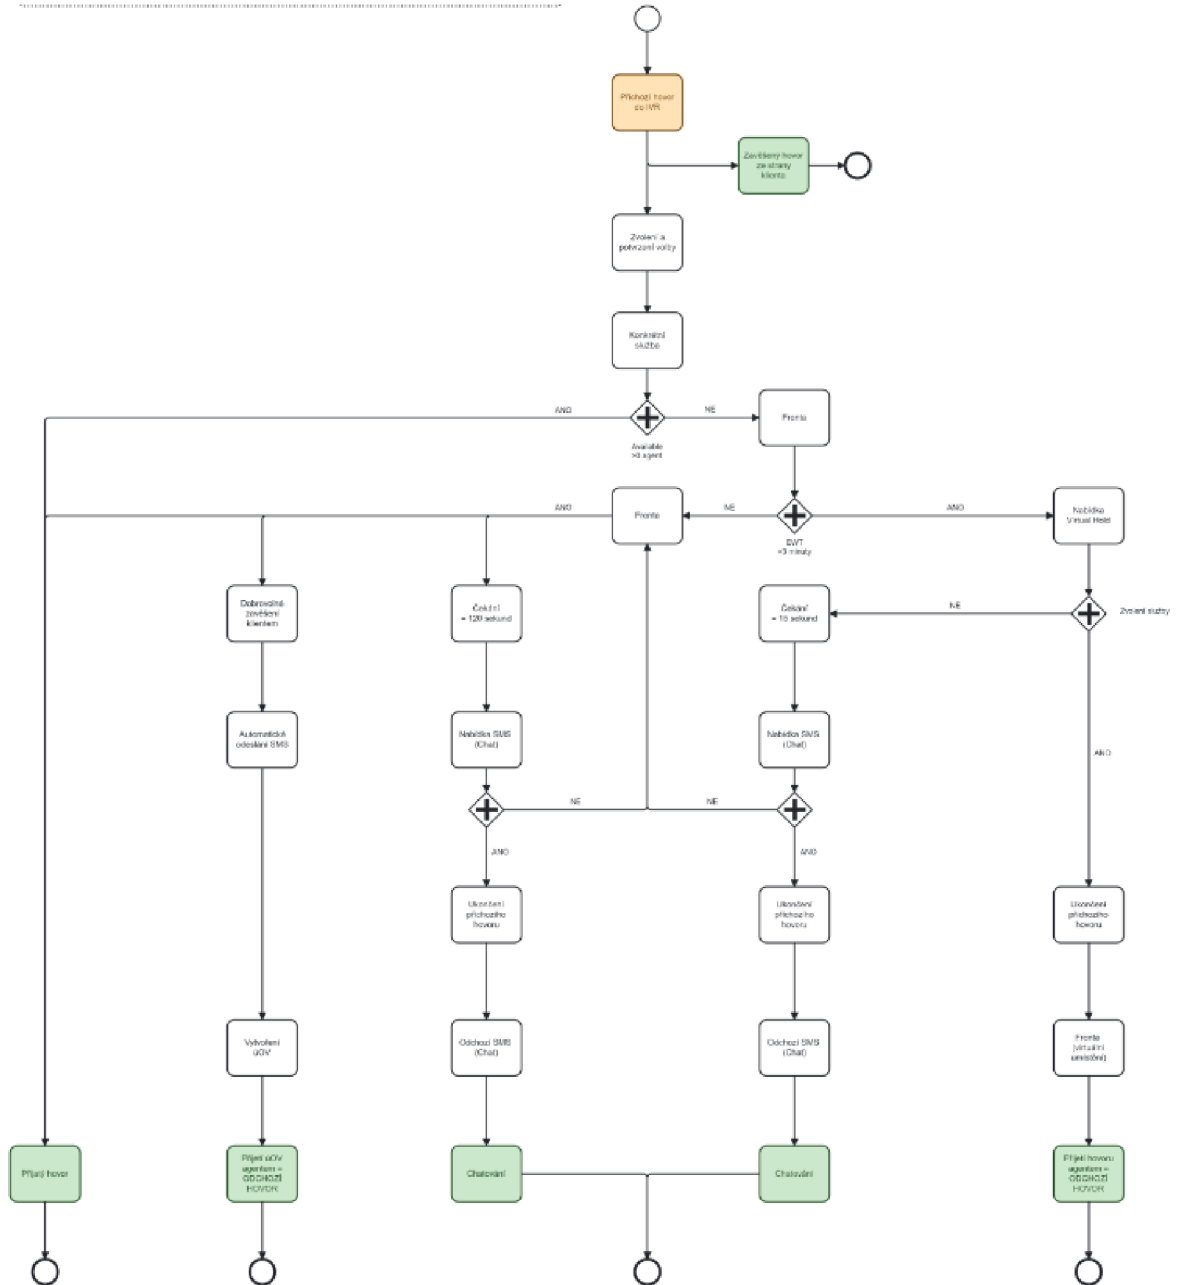 Příchozí hovor
do IVR
Zavěšený hovor
ze strany
klienta
Zvolení a
potvrzení volby
Konkrétní
služba
ANO
NE
Fronta
Available
>0 agent
ANO
Fronta
NE
ANO
Nabídka
Virtual Hold
EWT
>3 minuty
Dobrovolné
zavěšení
klientem
Čekání
= 120 sekund
Čekání
= 15 sekund
NE
Zvolení služby
Automatické
odeslání SMS
Nabídka SMS
(Chat)
Nabídka SMS
(Chat)
ANO
NE
NE
ANO
ANO
Ukončení
příchozího
hovoru
Ukončení
příchozího
hovoru
Ukončení
příchozího
hovoru
Vytvoření
úOV
Odchozí SMS
(Chat)
Odchozí SMS
(Chat)
Fronta
(virtuální
umístění)
Přijatý hovor
Přijetí úOV
agentem =
ODCHOZÍ
HOVOR
Chatování
Chatování
Přijetí hovoru
agentem =
ODCHOZÍ
HOVOR